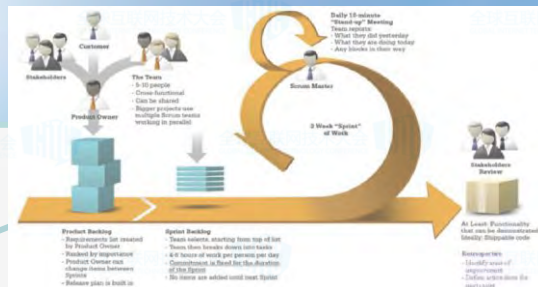 Customer
Stakeholders
Product Owner
The Team
- 5-10 people
- Cross-functional
- Can be shared
- Bigger projects use
multiple Scrum teams
working in parallel
Daily 15-minute
"Stand-up" Meeting
Team reports:
- What they did yesterday
- What they are doing today
- Any blocks in their way
Scrum Master
2 Week "Sprint"
of Work
Stakeholders
Review
Product Backlog
- Requirements list created
by Product Owner
- Ranked by importance
- Product Owner can
change items between
Sprints
- Release plan is built in
Sprint Backlog
- Team selects, starting from top of list
- Team then breaks down into tasks
- 4-6 hours of work per person per day
- Commitment is fixed for the duration
of the Sprint
- No items are added until next Sprint
At Least: Functionality
that can be demonstrated
Ideally: Shippable code
- Identify areas of
improvement